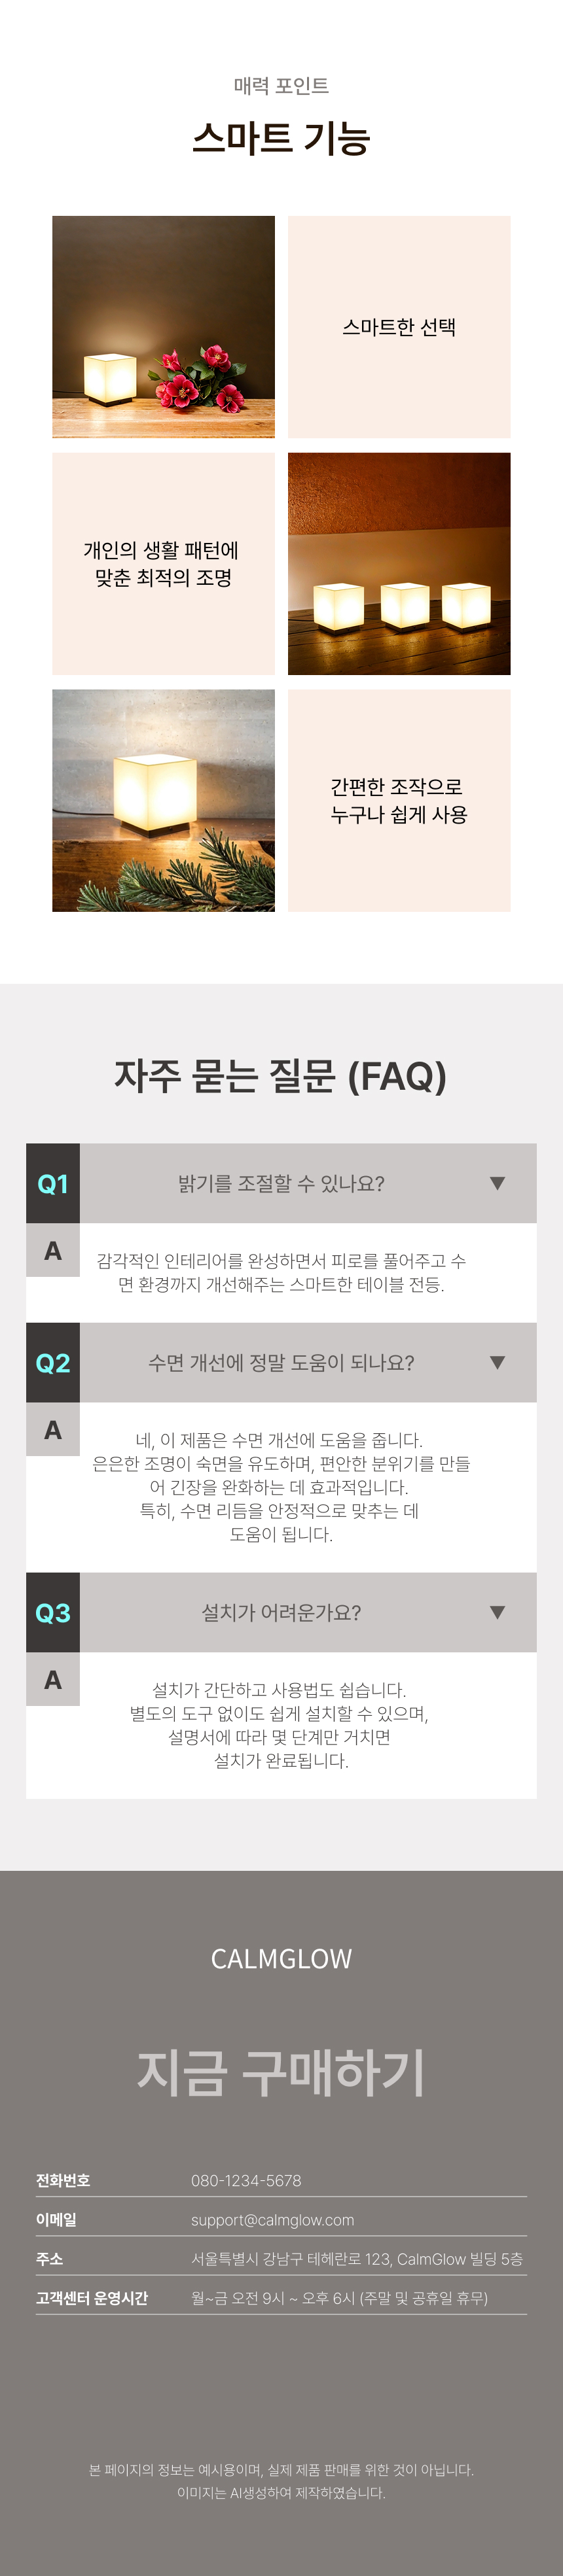 매력 포인트
스마트 기능
스마트한 선택
개인의 생활 패턴에
맞춘 최적의 조명
간편한 조작으로
누구나 쉽게 사용
자주 묻는 질문 (FAQ)
Q1
밝기를 조절할 수 있나요?
▼
A
감각적인 인테리어를 완성하면서 피로를 풀어주고 수
면 환경까지 개선해주는 스마트한 테이블 전등.
Q2
수면 개선에 정말 도움이 되나요?
▼
A
네, 이 제품은 수면 개선에 도움을 줍니다.
은은한 조명이 숙면을 유도하며, 편안한 분위기를 만들
어 긴장을 완화하는 데 효과적입니다.
특히, 수면 리듬을 안정적으로 맞추는 데
도움이 됩니다.
Q3
설치가 어려운가요?
▼
A
설치가 간단하고 사용법도 쉽습니다.
별도의 도구 없이도 쉽게 설치할 수 있으며,
설명서에 따라 몇 단계만 거치면
설치가 완료됩니다.
CALMGLOW
지금 구매하기
전화번호 080-1234-5678
이메일 support@calmglow.com
주소 서울특별시 강남구 테헤란로 123, CalmGlow 빌딩 5층
고객센터 운영시간 월~금 오전 9시 ~ 오후 6시 (주말 및 공휴일 휴무)
본 페이지의 정보는 예시용이며, 실제 제품 판매를 위한 것이 아닙니다.
이미지는 AI생성하여 제작하였습니다.